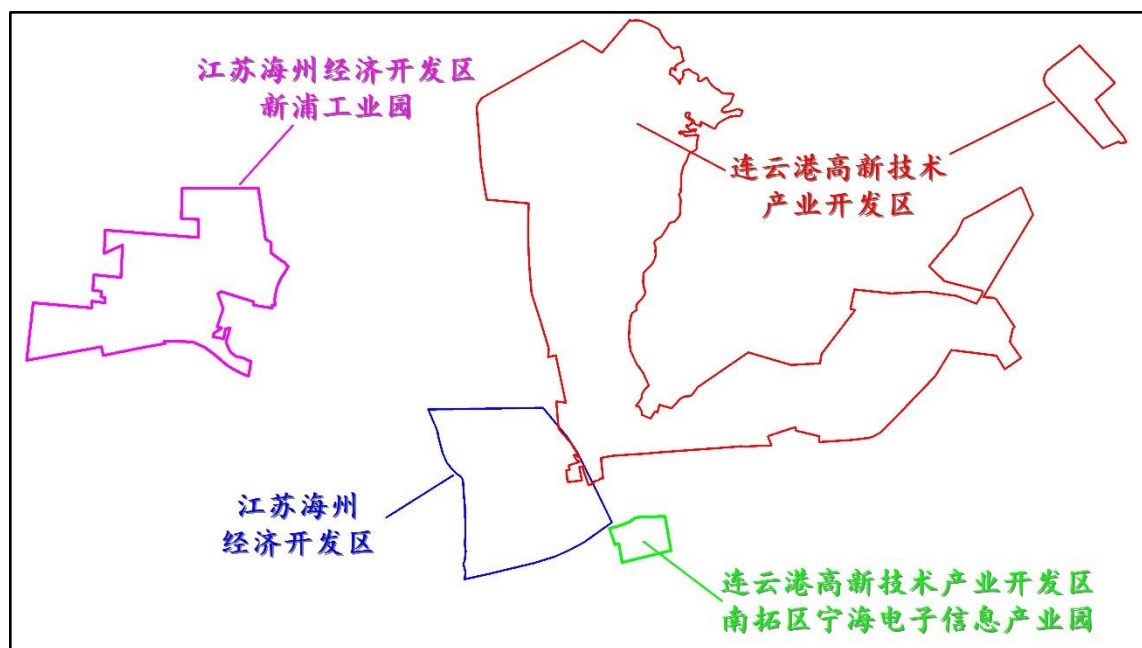 江苏海州经济开发区
新浦工业园
连云港高新技术
产业开发区
江苏海州
经济开发区
连云港高新技术产业开发区
南拓区宁海电子信息产业园